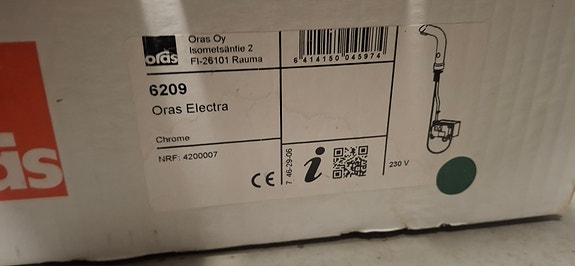 oras
Oras Oy
Isometsäntie 2
FI-26101 Rauma
6 414150 045974
6209
Oras Electra
Chrome
NRF: 4200007
CE
7 46-29-06
i
230 V
as